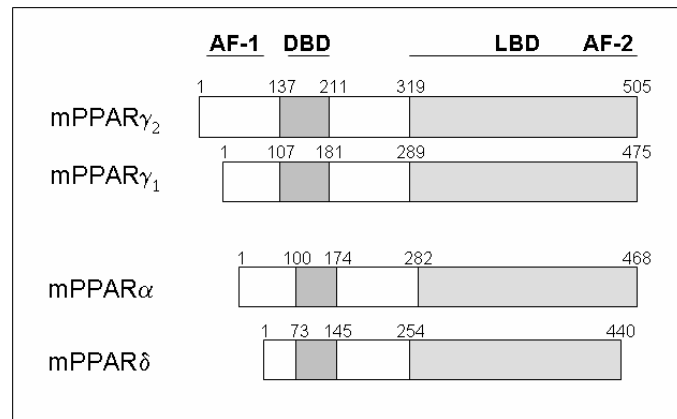 AF-1 DBD LBD AF-2
1 137 211 319 505
mPPARγ₂
1 107 181 289 475
mPPARγ₁
1 100 174 282 468
mPPARα
1 73 145 254 440
mPPARδ